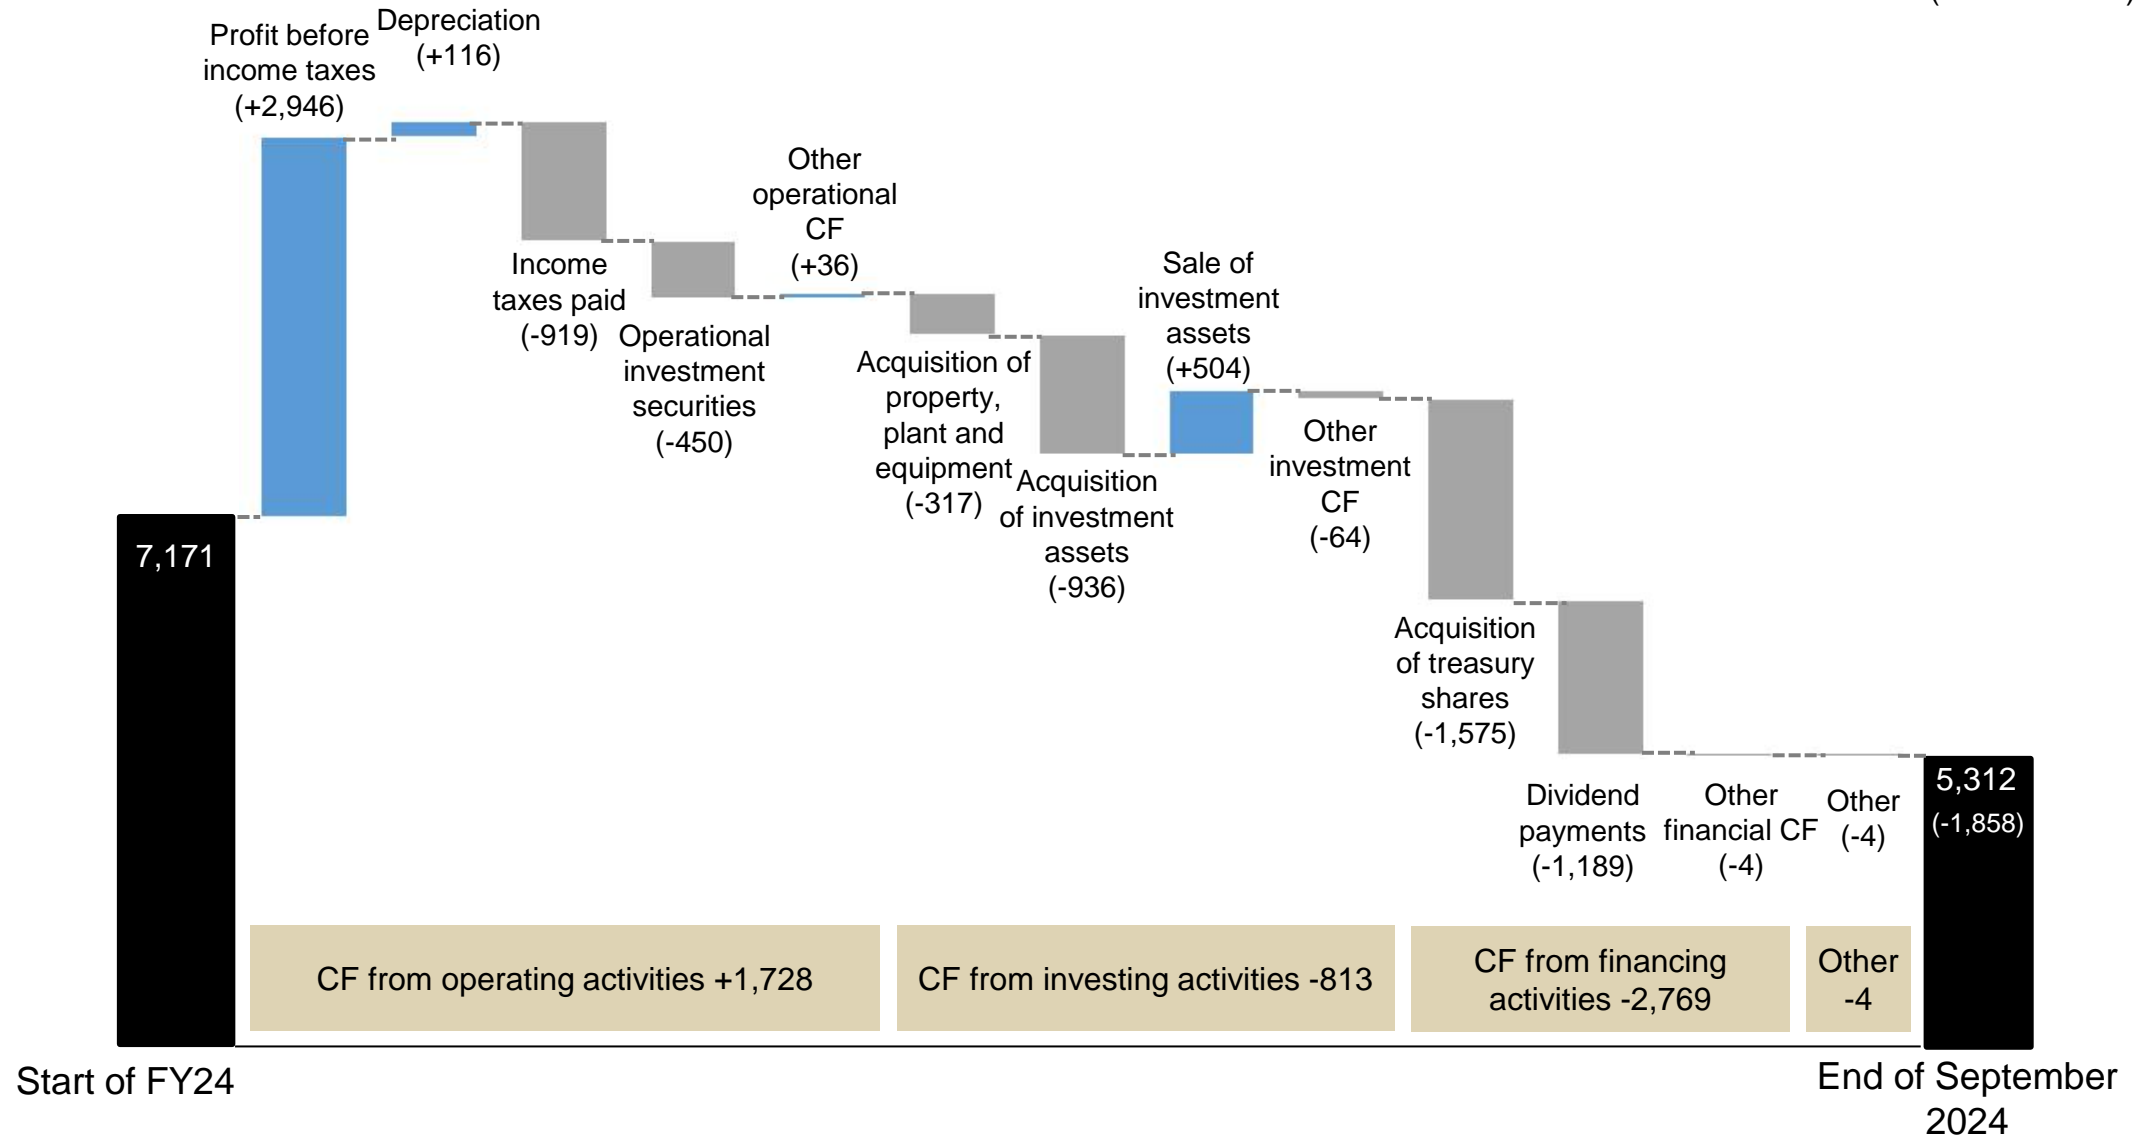 Profit before
income taxes
(+2,946)
Depreciation
(+116)
Income
taxes paid
(-919)
Operational
investment
securities
(-450)
Other
operational
CF
(+36)
Acquisition of
property,
plant and
equipment
(-317)
Acquisition
of investment
assets
(-936)
Sale of
investment
assets
(+504)
Other
investment
CF
(-64)
Acquisition
of treasury
shares
(-1,575)
Dividend
payments
(-1,189)
Other
financial CF
(-4)
Other
(-4)
7,171
5,312
(-1,858)
CF from operating activities +1,728
CF from investing activities -813
CF from financing
activities -2,769
Other
-4
Start of FY24
End of September
2024